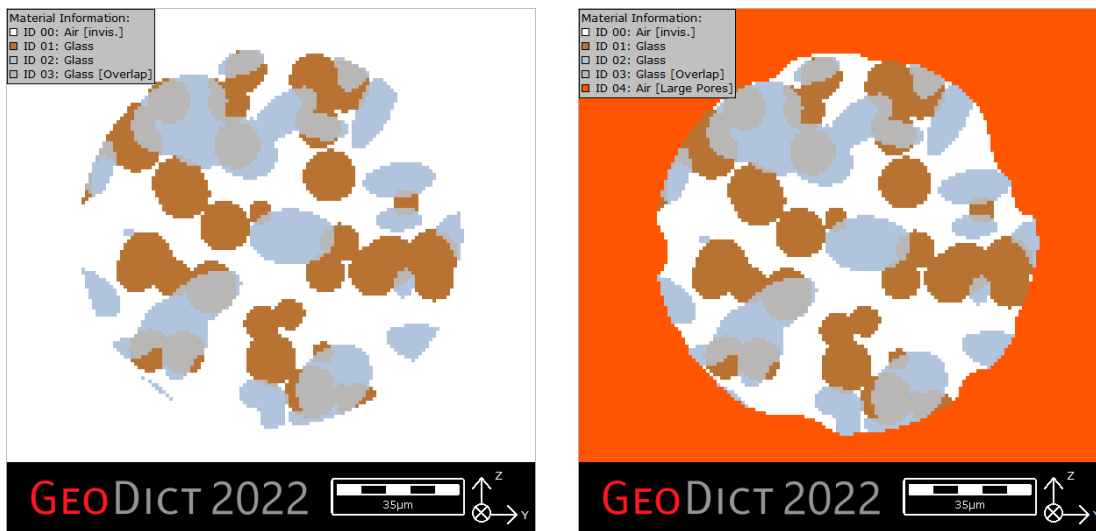 Material Information:
ID 00: Air [invis.]
ID 01: Glass
ID 02: Glass
ID 03: Glass [Overlap]
GEODICT 2022
35µm
Z
Y
Material Information:
ID 00: Air [invis.]
ID 01: Glass
ID 02: Glass
ID 03: Glass [Overlap]
ID 04: Air [Large Pores]
GEODICT 2022
35µm
Z
Y